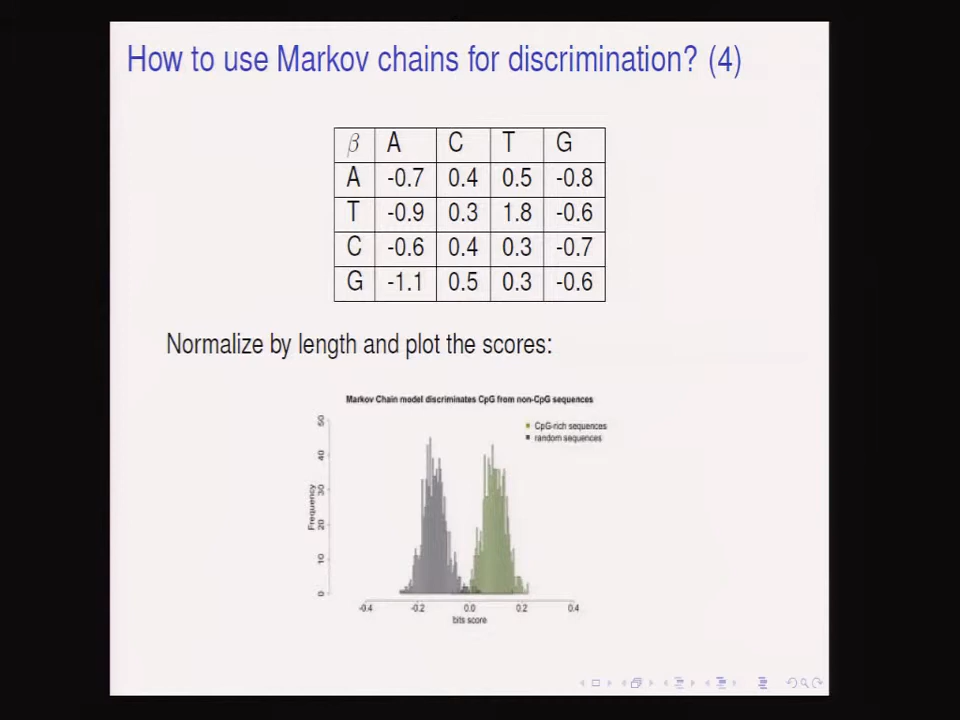 How to use Markov chains for discrimination? (4)
β A C T G
A -0.7 0.4 0.5 -0.8
T -0.9 0.3 1.8 -0.6
C -0.6 0.4 0.3 -0.7
G -1.1 0.5 0.3 -0.6
Normalize by length and plot the scores:
Markov Chain model discriminates CpG from non-CpG sequences
CpG-rich sequences
random sequences
Frequency
50
40
30
20
10
0
-0.4 -0.2 0.0 0.2 0.4
bits score